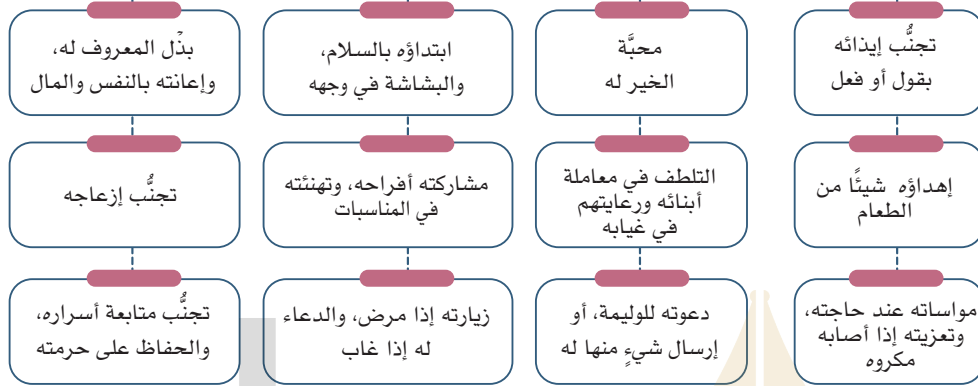 تجنُّب إيذائه
بقول أو فعل
محبَّة
الخير له
ابتداؤه بالسلام،
والبشاشة في وجهه
بذْل المعروف له،
وإعانته بالنفس والمال
إهداؤه شيئًا من
الطعام
التلطف في معاملة
أبنائه ورعايتهم
في غيابه
مشاركته أفراحه، وتهنئته
في المناسبات
تجنُّب إزعاجه
مواساته عند حاجته،
وتعزيته إذا أصابه
مكروه
دعوته للوليمة، أو
إرسال شيءٍ منها له
زيارته إذا مرض، والدعاء
له إذا غاب
تجنُّب متابعة أسراره،
والحفاظ على حرمته